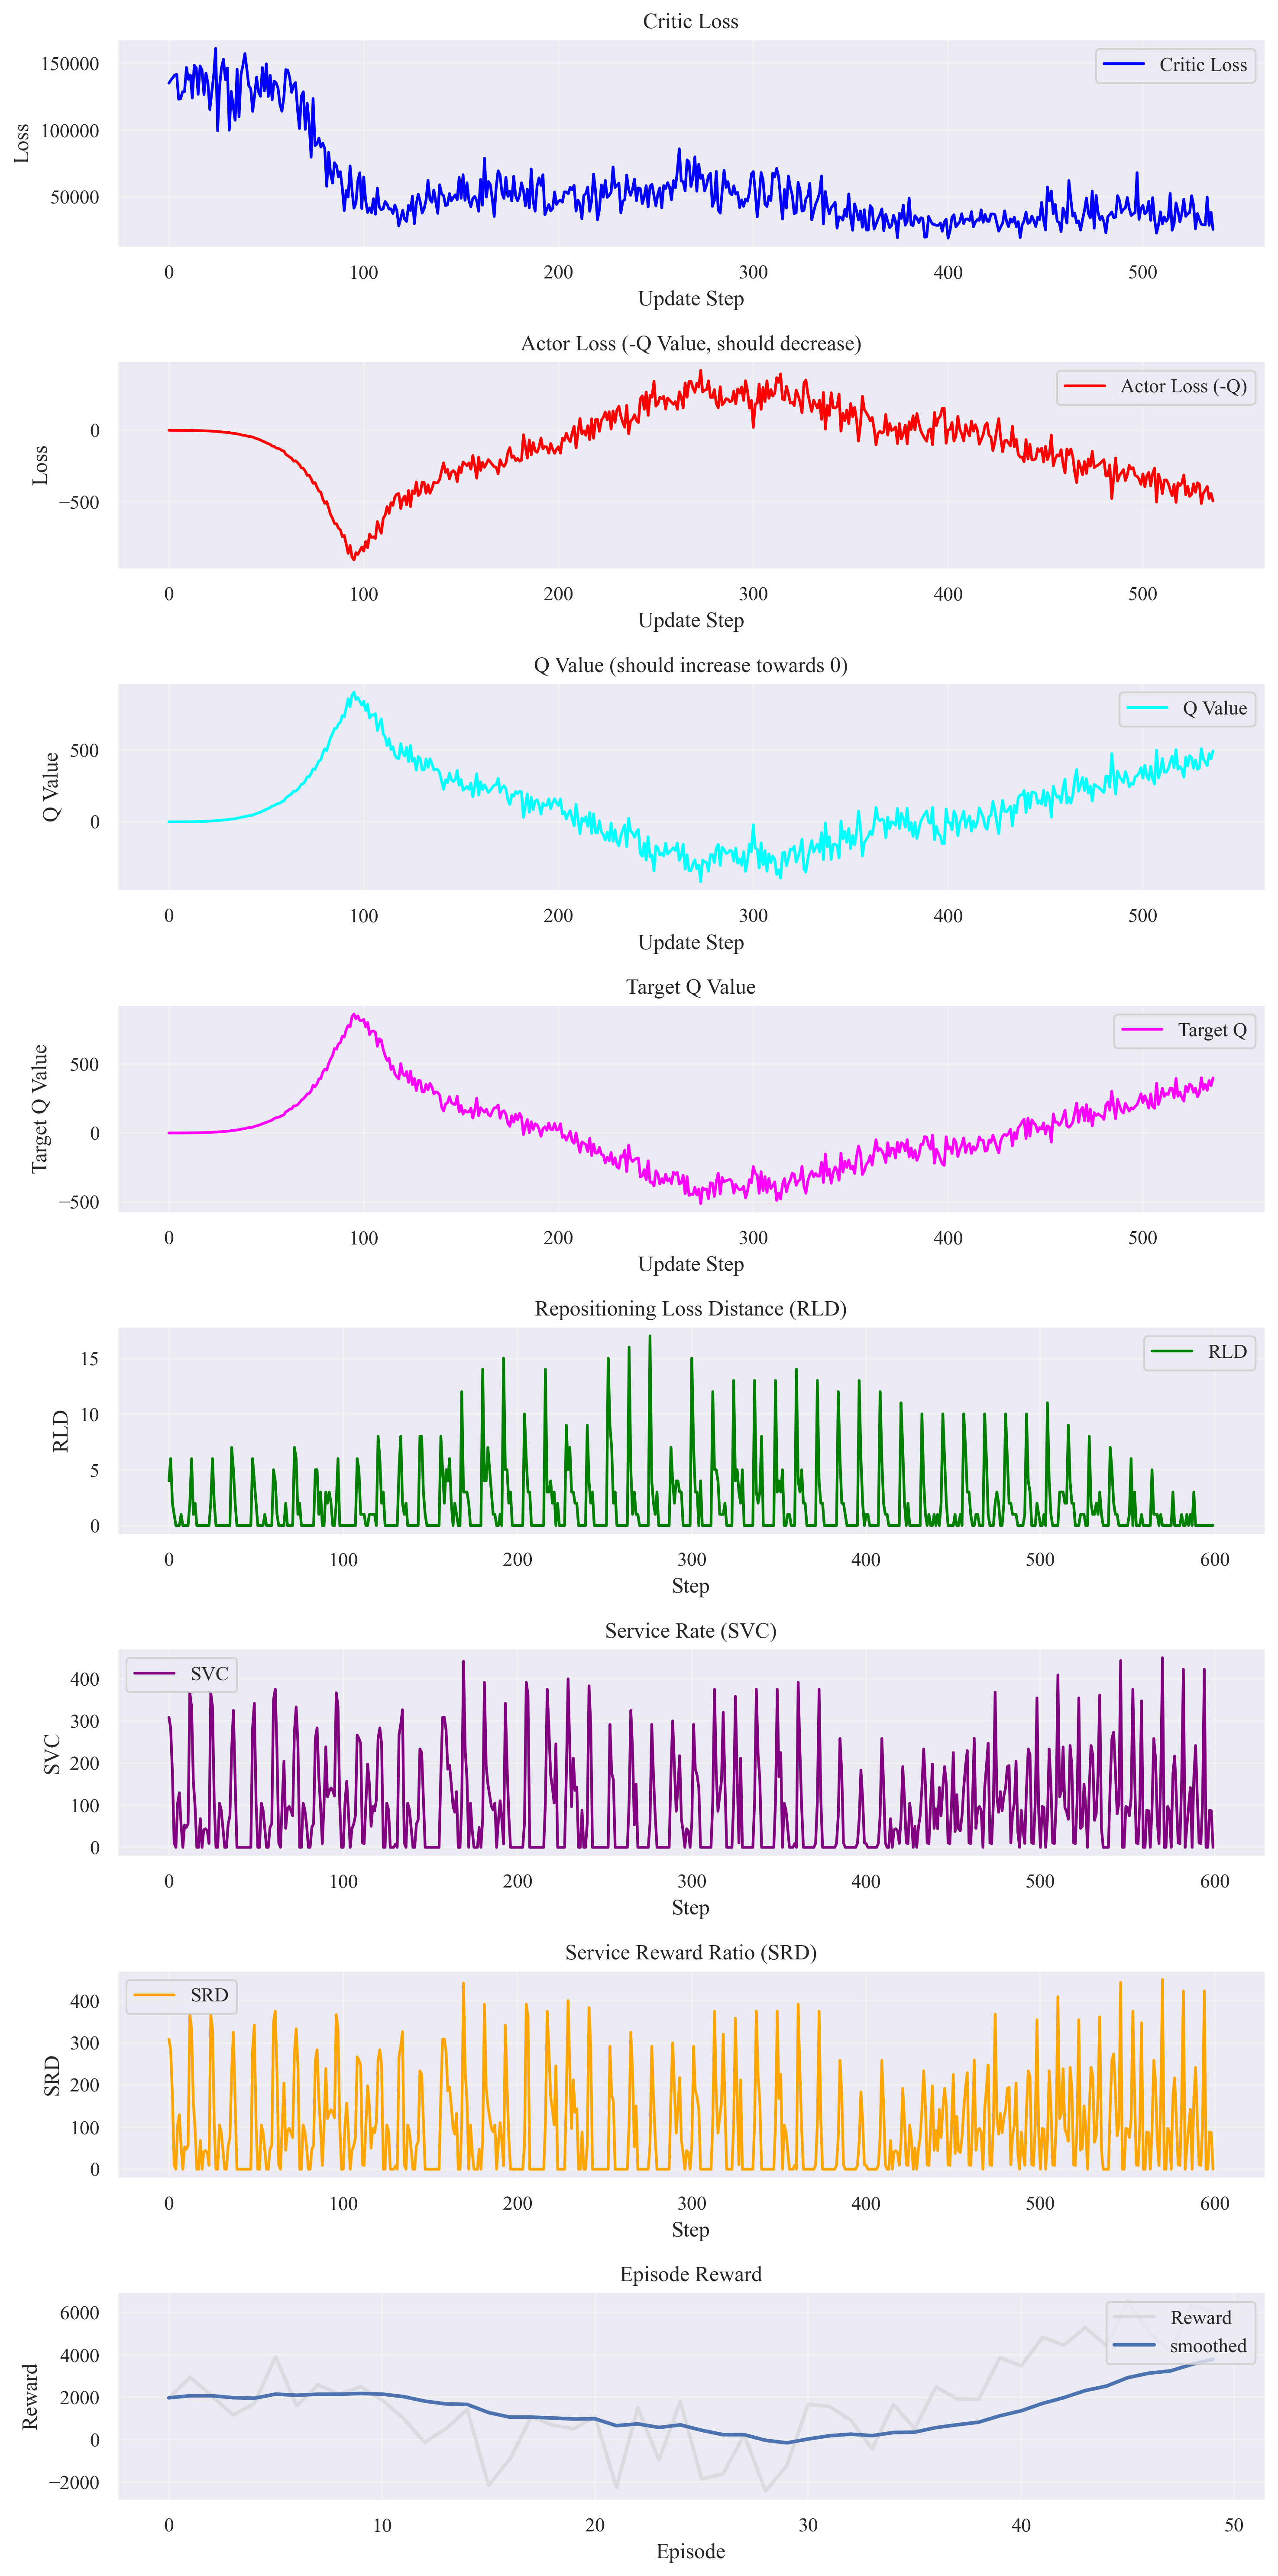 Critic Loss
150000
100000
50000
Loss
Critic Loss
0 100 200 300 400 500
Update Step
Actor Loss (-Q Value, should decrease)
0
−500
Loss
Actor Loss (-Q)
0 100 200 300 400 500
Update Step
Q Value (should increase towards 0)
500
0
Q Value
Q Value
0 100 200 300 400 500
Update Step
Target Q Value
500
0
−500
Target Q Value
Target Q
0 100 200 300 400 500
Update Step
Repositioning Loss Distance (RLD)
15
10
5
0
RLD
RLD
0 100 200 300 400 500 600
Step
Service Rate (SVC)
400
300
200
100
0
SVC
SVC
0 100 200 300 400 500 600
Step
Service Reward Ratio (SRD)
400
300
200
100
0
SRD
SRD
0 100 200 300 400 500 600
Step
Episode Reward
6000
4000
2000
0
−2000
Reward
Reward
smoothed
0 10 20 30 40 50
Episode